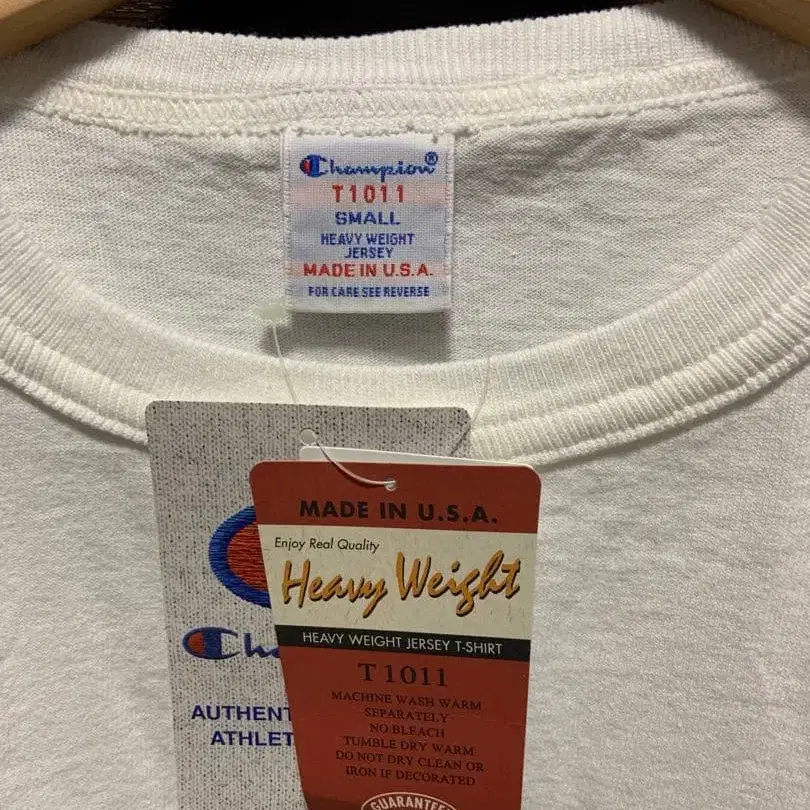 Champion®
T1011
SMALL
HEAVY WEIGHT
JERSEY
MADE IN U.S.A.
FOR CARE SEE REVERSE
MADE IN U.S.A.
Enjoy Real Quality
Heavy Weight
HEAVY WEIGHT JERSEY T-SHIRT
T1011
MACHINE WASH WARM
SEPARATELY
NO BLEACH
TUMBLE DRY WARM
DO NOT DRY CLEAN OR
IRON IF DECORATED
GUARANTEE
Cha
AUTHENT
ATHLET